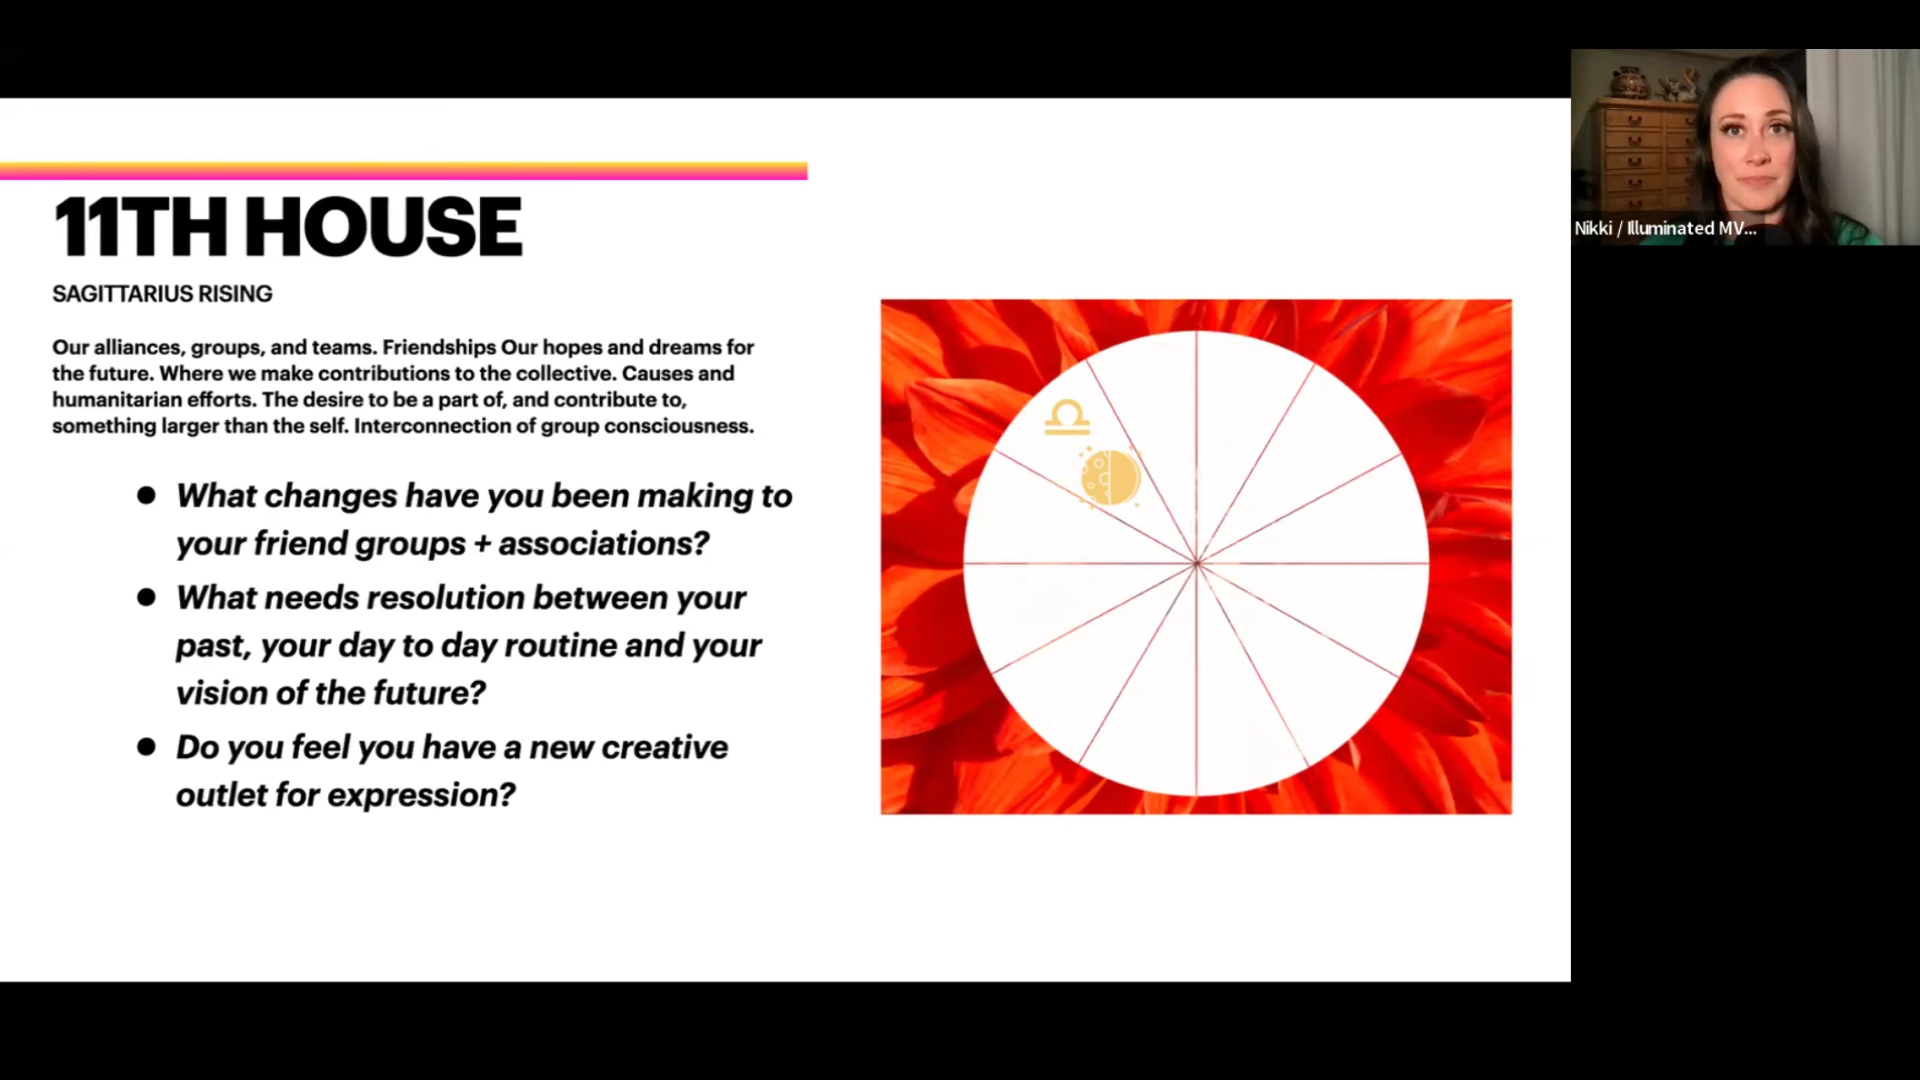 11TH HOUSE
SAGITTARIUS RISING
Our alliances, groups, and teams. Friendships Our hopes and dreams for
the future. Where we make contributions to the collective. Causes and
humanitarian efforts. The desire to be a part of, and contribute to,
something larger than the self. Interconnection of group consciousness.
● What changes have you been making to
your friend groups + associations?
● What needs resolution between your
past, your day to day routine and your
vision of the future?
● Do you feel you have a new creative
outlet for expression?
Nikki / Illuminated MV...